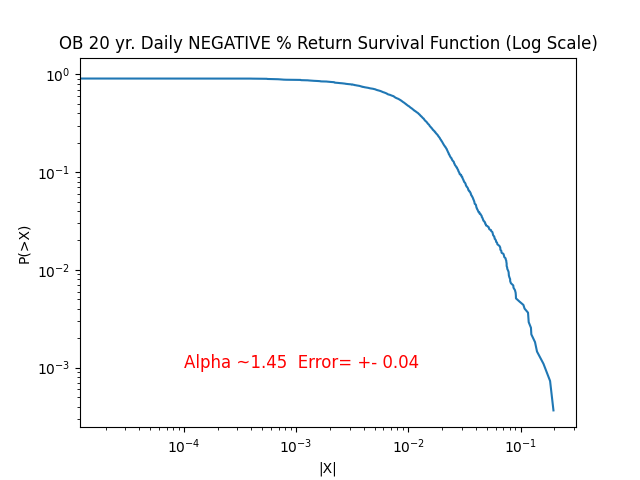 OB 20 yr. Daily NEGATIVE % Return Survival Function (Log Scale)
10⁰
10⁻¹
10⁻²
10⁻³
P(>X)
Alpha ~1.45  Error= +- 0.04
10⁻⁴ 10⁻³ 10⁻² 10⁻¹
|X|